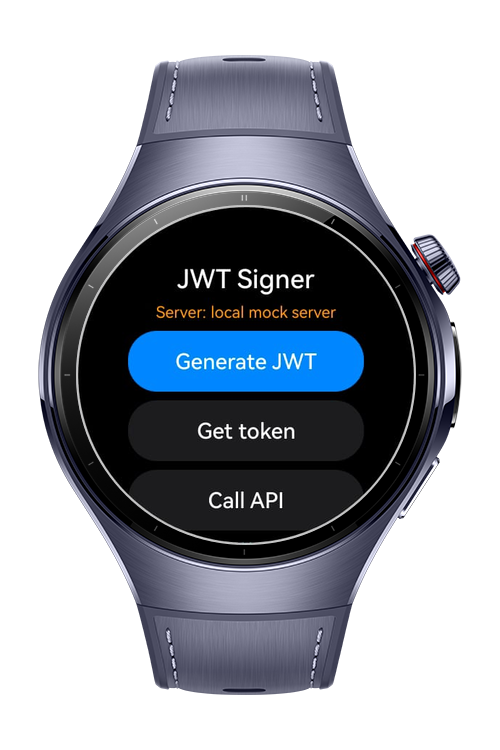 JWT Signer
Server: local mock server
Generate JWT
Get token
Call API